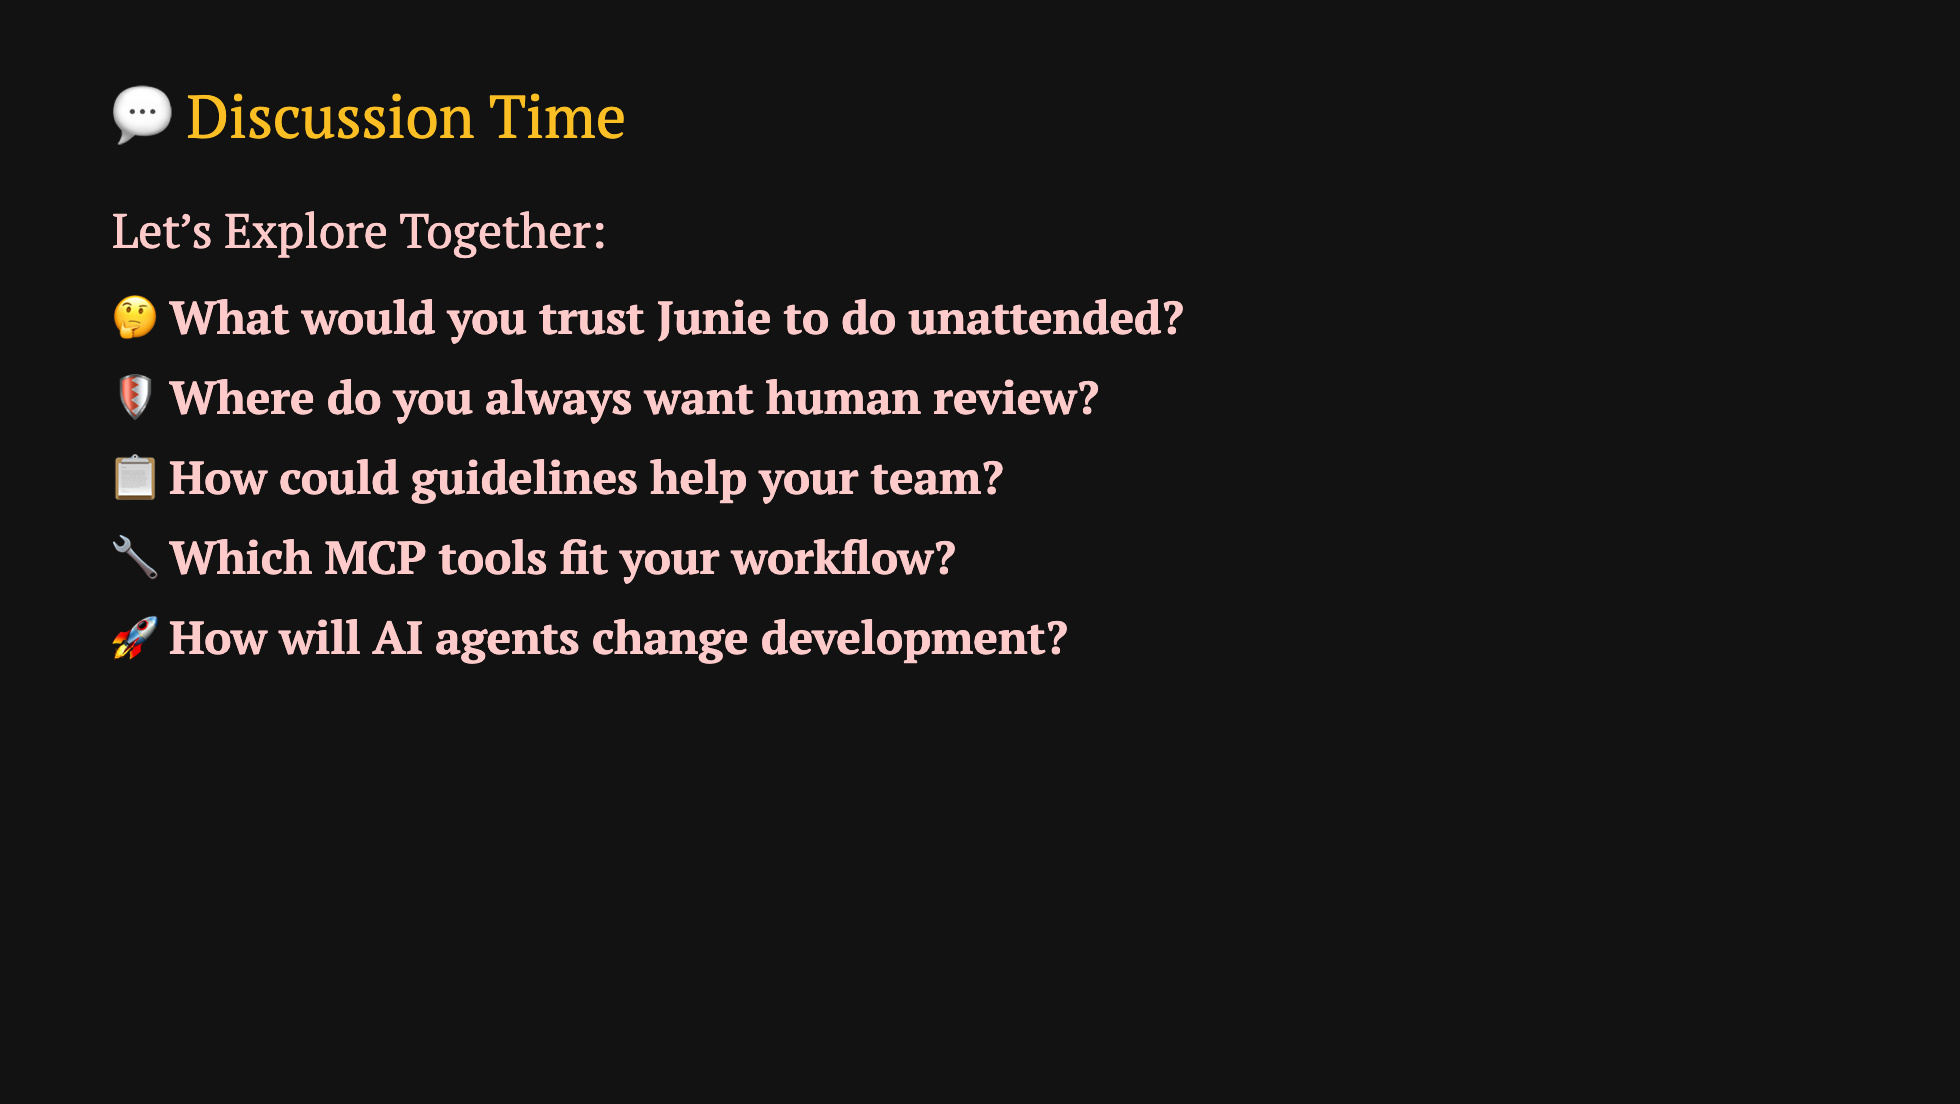 💬 Discussion Time
Let’s Explore Together:
🤔 What would you trust Junie to do unattended?
🛡️ Where do you always want human review?
📋 How could guidelines help your team?
🔧 Which MCP tools fit your workflow?
🚀 How will AI agents change development?